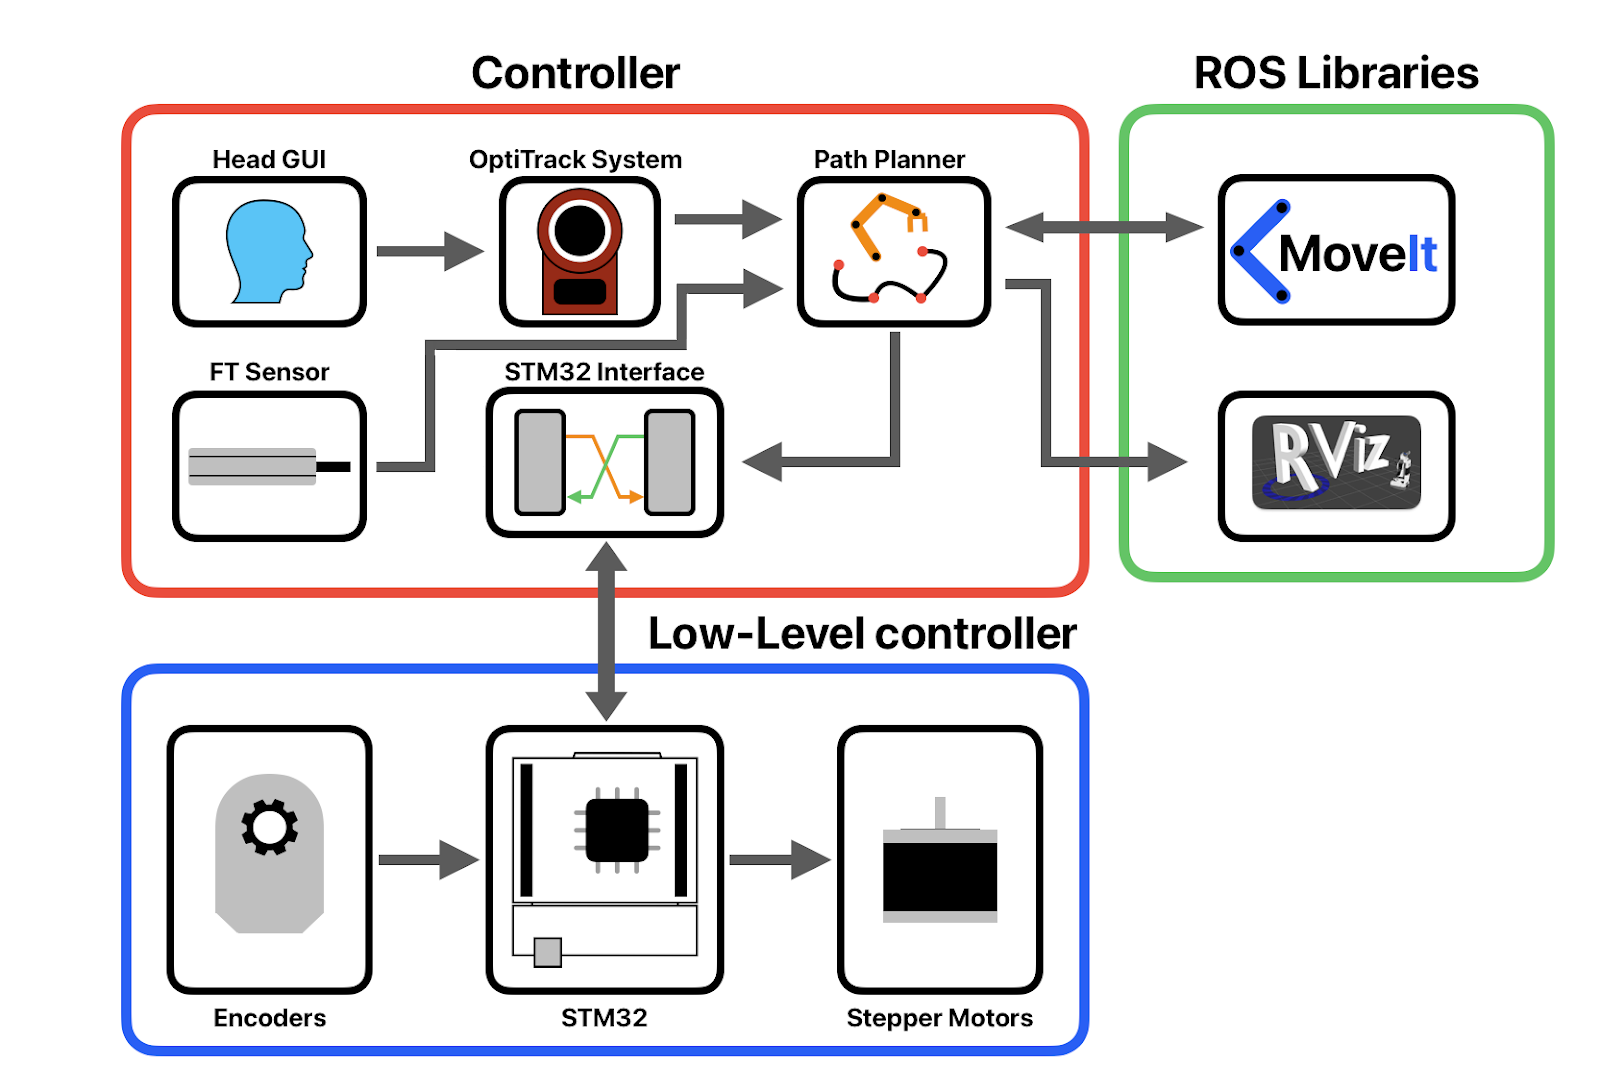 Controller
ROS Libraries
Head GUI
OptiTrack System
Path Planner
MoveIt
FT Sensor
STM32 Interface
RViz
Low-Level controller
Encoders
STM32
Stepper Motors